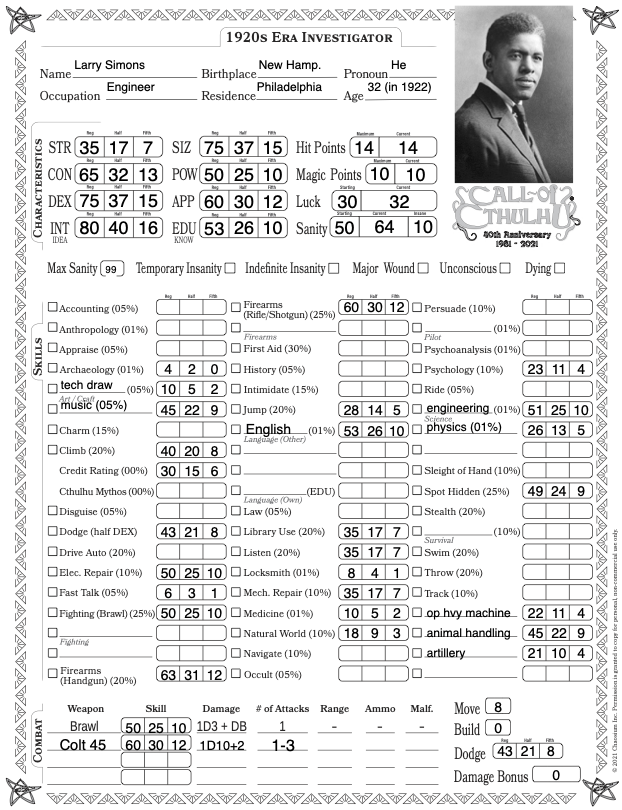 1920s Era Investigator
Name Larry Simons Birthplace New Hamp. Pronoun He
Occupation Engineer Residence Philadelphia Age 32 (in 1922)
Characteristics
Reg Half Fifth Reg Half Fifth Maximum Current
STR 35 17 7 SIZ 75 37 15 Hit Points 14 14
Maximum Current
CON 65 32 13 POW 50 25 10 Magic Points 10 10
Starting Current
DEX 75 37 15 APP 60 30 12 Luck 30 32
Starting Current Insane
INT 80 40 16 EDU 53 26 10 Sanity 50 64 10
IDEA KNOW
CALL of CTHULHU
40th Anniversary
1981 - 2021
Max Sanity 99 Temporary Insanity Indefinite Insanity Major Wound Unconscious Dying
Skills
Reg Half Fifth Reg Half Fifth Reg Half Fifth
Accounting (05%) Firearms (Rifle/Shotgun) (25%) 60 30 12 Persuade (10%)
Anthropology (01%) Firearms (01%) Pilot
Appraise (05%) First Aid (30%) Psychoanalysis (01%)
Archaeology (01%) 4 2 0 History (05%) Psychology (10%) 23 11 4
tech draw (05%) 10 5 2 Intimidate (15%) Ride (05%)
Art / Craft
music (05%) 45 22 9 Jump (20%) 28 14 5 engineering (01%) 51 25 10
Science
Charm (15%) English (01%) 53 26 10 physics (01%) 26 13 5
Language (Other)
Climb (20%) 40 20 8
Credit Rating (00%) 30 15 6 Sleight of Hand (10%)
Cthulhu Mythos (00%) (EDU) Spot Hidden (25%) 49 24 9
Language (Own)
Disguise (05%) Law (05%) Stealth (20%)
Dodge (half DEX) 43 21 8 Library Use (20%) 35 17 7 (10%)
Survival
Drive Auto (20%) Listen (20%) 35 17 7 Swim (20%)
Elec. Repair (10%) 50 25 10 Locksmith (01%) 8 4 1 Throw (20%)
Fast Talk (05%) 6 3 1 Mech. Repair (10%) 35 17 7 Track (10%)
Fighting (Brawl) (25%) 50 25 10 Medicine (01%) 10 5 2 op hvy machine 22 11 4
Fighting Natural World (10%) 18 9 3 animal handling 45 22 9
Navigate (10%) artillery 21 10 4
Firearms (Handgun) (20%) 63 31 12 Occult (05%)
Combat
Weapon Skill Damage # of Attacks Range Ammo Malf. Move 8
Brawl 50 25 10 1D3 + DB 1 – – – Build 0
Colt 45 60 30 12 1D10+2 1-3
Reg Half Fifth
Dodge 43 21 8
Damage Bonus 0
© 2021 Chaosium Inc. Permission is granted to copy for personal, non-commercial use only.